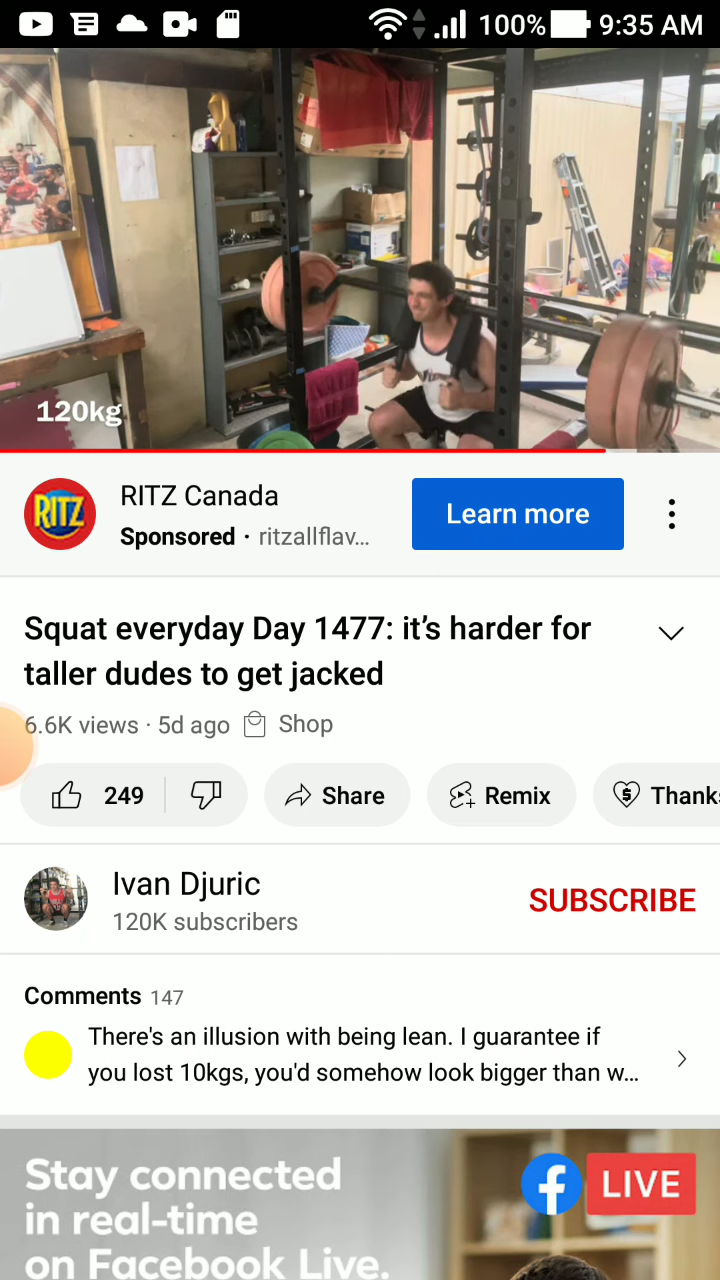 100% 9:35 AM
120kg
RITZ
RITZ Canada
Sponsored · ritzallflav...
Learn more
Squat everyday Day 1477: it’s harder for
taller dudes to get jacked
6.6K views · 5d ago Shop
249 Share Remix Thanks
Ivan Djuric
120K subscribers
SUBSCRIBE
Comments 147
There's an illusion with being lean. I guarantee if
you lost 10kgs, you'd somehow look bigger than w...
Stay connected
in real-time
on Facebook Live.
f LIVE